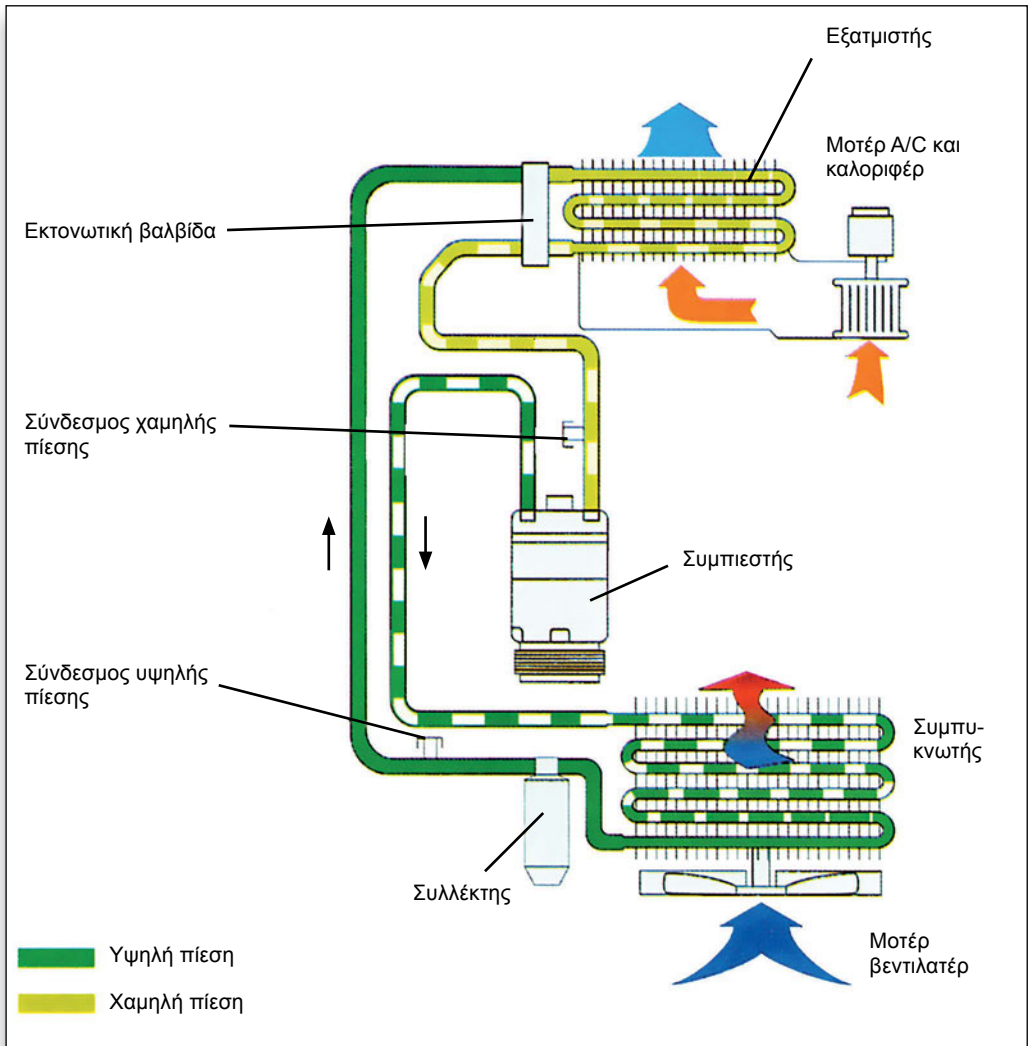 Εξατμιστής
Μοτέρ A/C και
καλοριφέρ
Εκτονωτική βαλβίδα
Σύνδεσμος χαμηλής
πίεσης
Συμπιεστής
Σύνδεσμος υψηλής
πίεσης
Συμπυ-
κνωτής
Συλλέκτης
Μοτέρ
βεντιλατέρ
Υψηλή πίεση
Χαμηλή πίεση